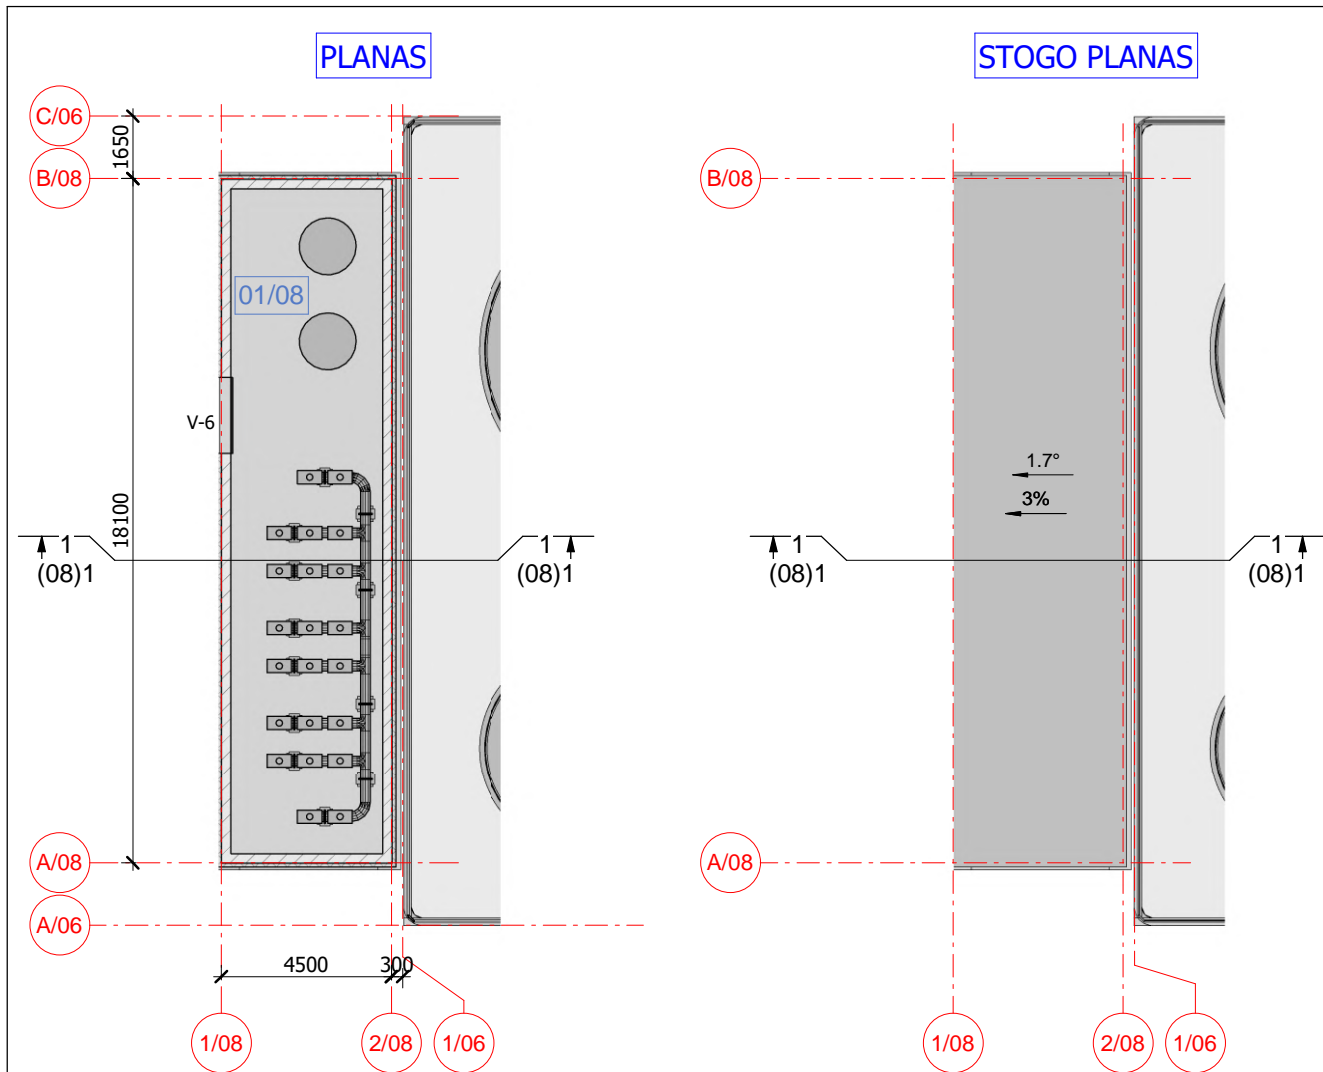 PLANAS
STOGO PLANAS
C/06
1650
B/08
B/08
01/08
V-6
18100
1.7°
3%
1
(08)1
1
(08)1
1
(08)1
1
(08)1
A/08
A/08
A/06
4500
300
1/08
2/08
1/06
1/08
2/08
1/06